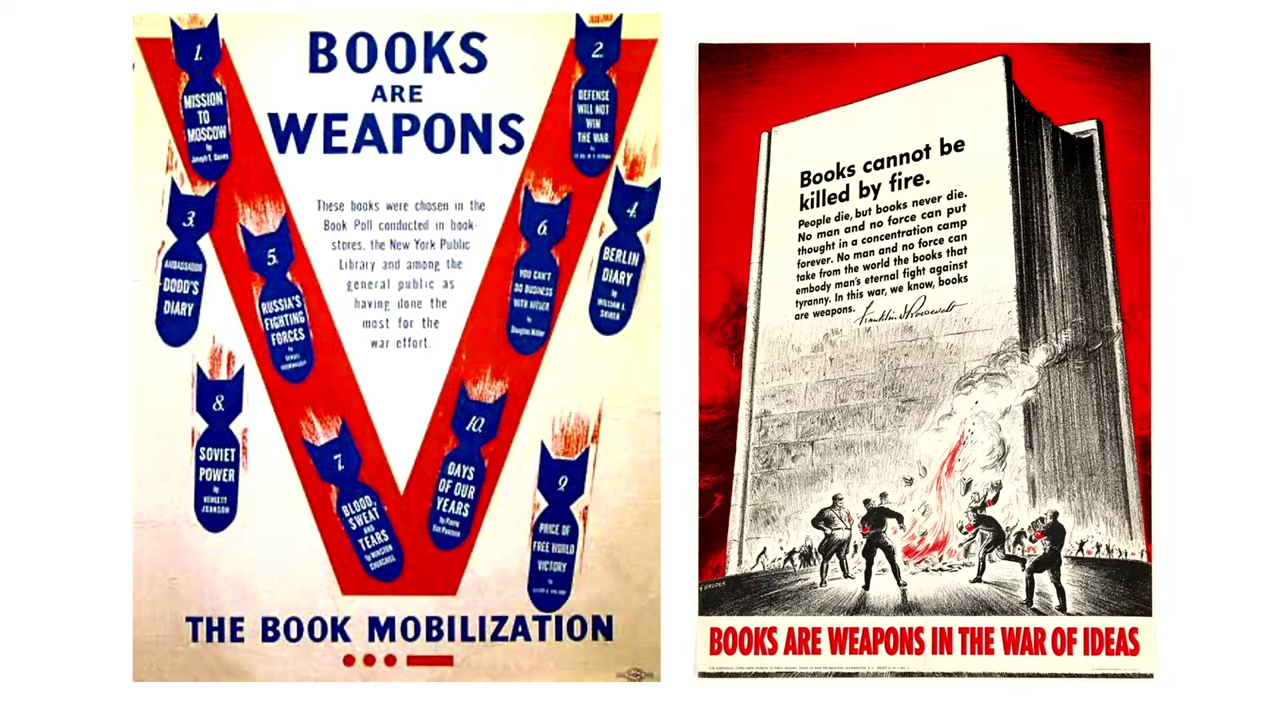 BOOKS
ARE
WEAPONS
These books were chosen in the
Book Poll conducted in book-
stores, the New York Public
Library and among the
general public as
having done the
most for the
war effort.
1.
MISSION
TO
MOSCOW
by
Joseph E. Davies
2.
DEFENSE
WILL NOT
WIN
THE WAR
by
3.
AMBASSADOR
DODD'S
DIARY
4.
BERLIN
DIARY
by
WILLIAM L.
SHIRER
5.
RUSSIA'S
FIGHTING
FORCES
by
6.
YOU CAN'T
DO BUSINESS
WITH HITLER
by
Douglas Miller
7.
BLOOD,
SWEAT
AND
TEARS
by WINSTON
CHURCHILL
8.
SOVIET
POWER
by
HEWLETT
JOHNSON
9.
PRICE OF
FREE WORLD
VICTORY
by
10.
DAYS
OF OUR
YEARS
by Pierre
Van Paassen
THE BOOK MOBILIZATION
Books cannot be
killed by fire.
People die, but books never die.
No man and no force can put
thought in a concentration camp
forever. No man and no force can
take from the world the books that
embody man's eternal fight against
tyranny. In this war, we know, books
are weapons. Franklin D Roosevelt
BOOKS ARE WEAPONS IN THE WAR OF IDEAS